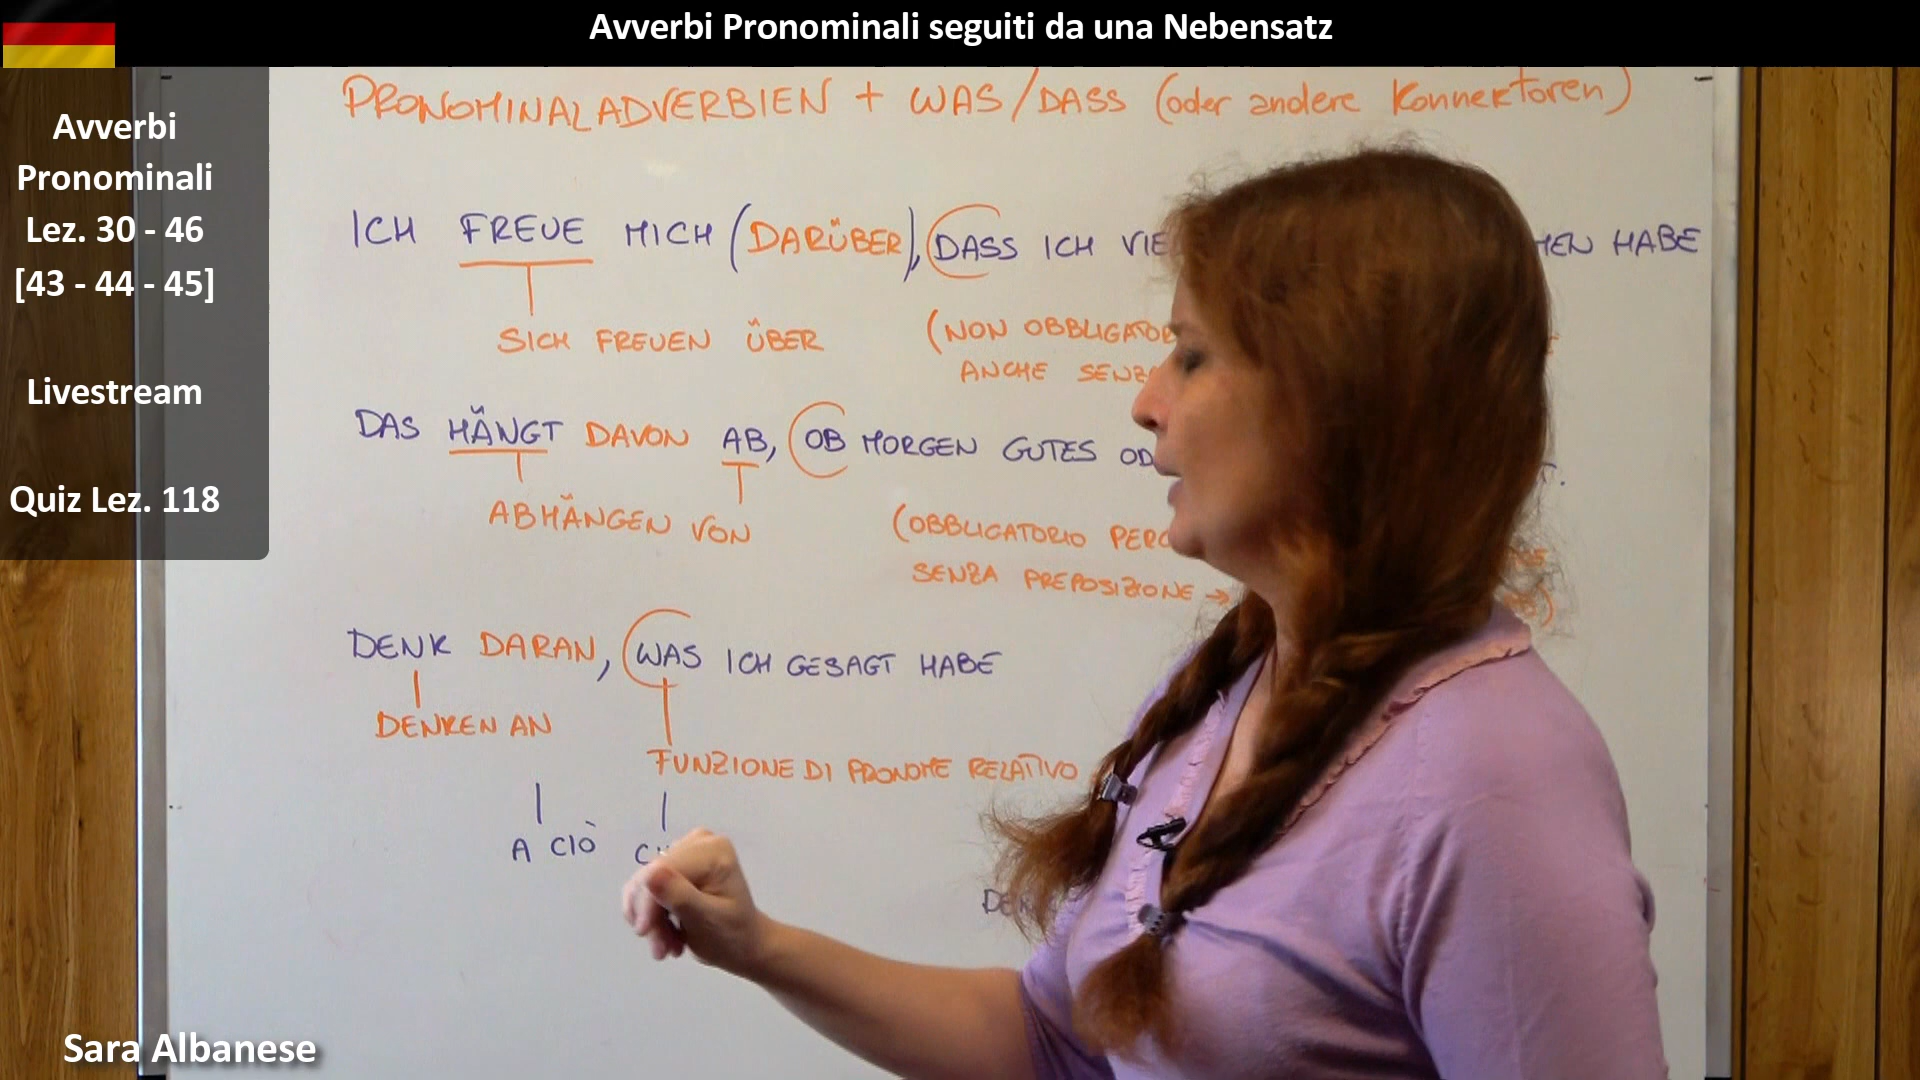 Avverbi Pronominali seguiti da una Nebensatz
Avverbi
Pronominali
Lez. 30 - 46
[43 - 44 - 45]
Livestream
Quiz Lez. 118
PRONOMINALADVERBIEN + WAS/DASS (oder andere Konnektoren)
ICH FREUE MICH (DARÜBER), DASS ICH HABE
SICH FREUEN ÜBER
(NON
ANCHE
DAS HÄNGT DAVON AB, OB MORGEN GUTES
ABHÄNGEN VON
(OBBLIGATORIO
SENZA PREPOSIZIONE →
DENK DARAN, WAS ICH GESAGT HABE
DENKEN AN
FUNZIONE DI PRONOME RELATIVO
A CIÒ
Sara Albanese